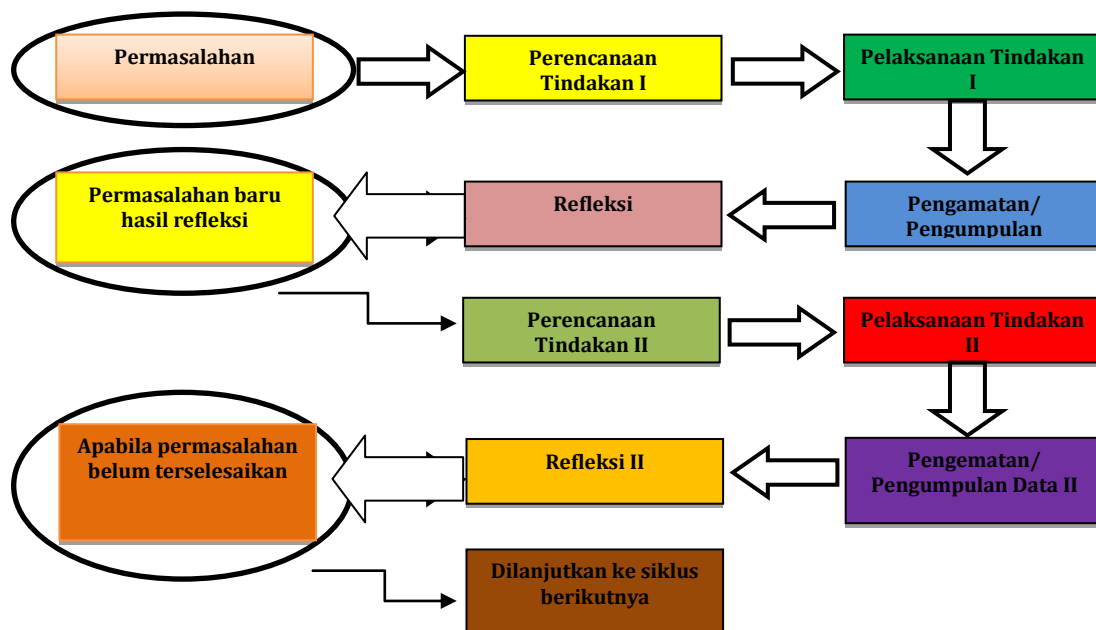 Permasalahan
Perencanaan
Tindakan I
Pelaksanaan Tindakan
I
Permasalahan baru
hasil refleksi
Refleksi
Pengamatan/
Pengumpulan
Perencanaan
Tindakan II
Pelaksanaan Tindakan
II
Apabila permasalahan
belum terselesaikan
Refleksi II
Pengematan/
Pengumpulan Data II
Dilanjutkan ke siklus
berikutnya